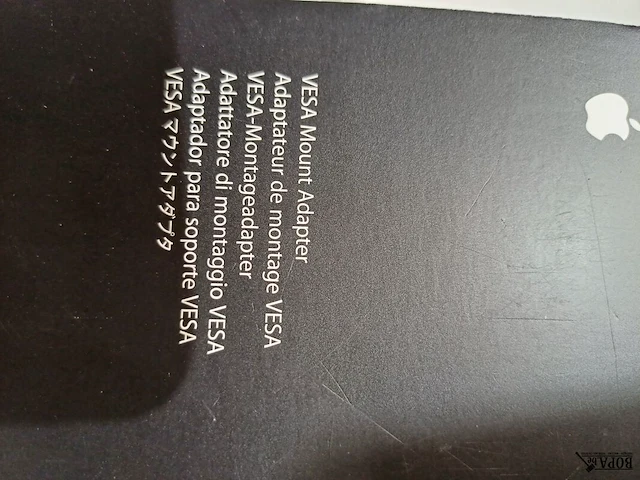 VESA Mount Adapter
Adaptateur de montage VESA
VESA-Montageadapter
Adattatore di montaggio VESA
Adaptador para soporte VESA
VESA マウントアダプタ